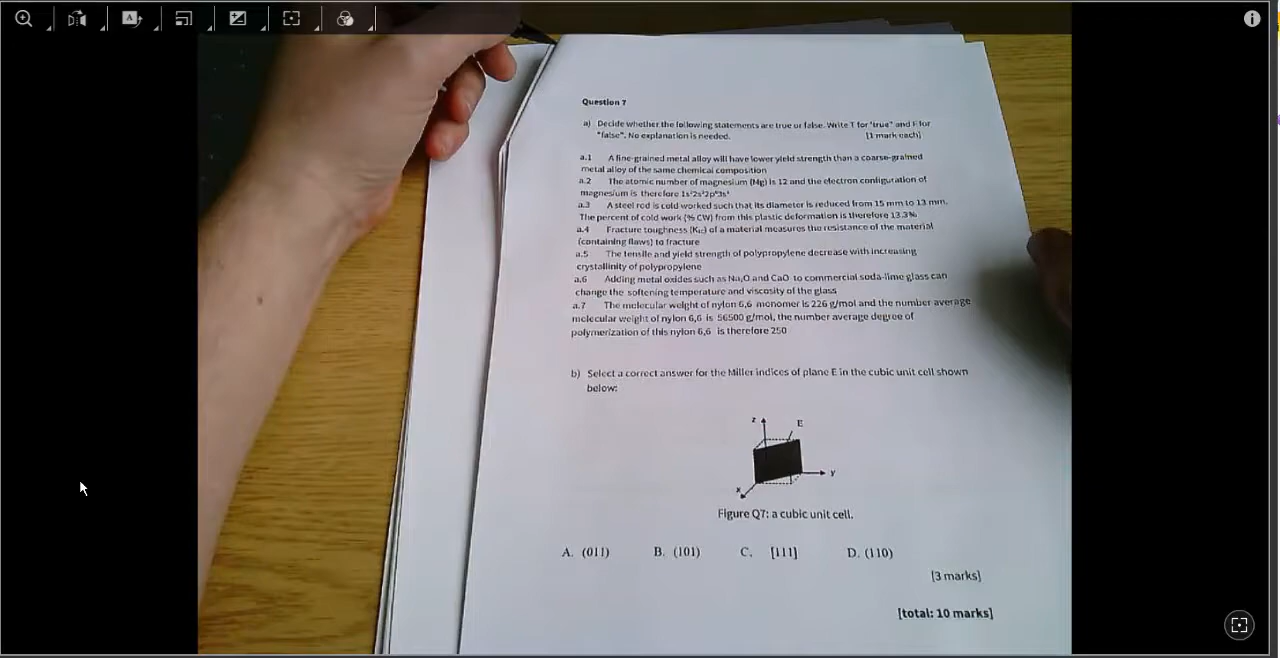 Question 7
a) Decide whether the following statements are true or false. Write T for "true" and F for
"false". No explanation is needed. [1 mark each]
a.1 A fine-grained metal alloy will have lower yield strength than a coarse-grained
metal alloy of the same chemical composition
a.2 The atomic number of magnesium (Mg) is 12 and the electron configuration of
magnesium is therefore 1s²2s²2p⁶3s¹
a.3 A steel rod is cold worked such that its diameter is reduced from 15 mm to 13 mm.
The percent of cold work (% CW) from this plastic deformation is therefore 13.3%
a.4 Fracture toughness (K) of a material measures the resistance of the material
(containing flaws) to fracture
a.5 The tensile and yield strength of polypropylene decrease with increasing
crystallinity of polypropylene
a.6 Adding metal oxides such as Na₂O and CaO to commercial soda-lime glass can
change the softening temperature and viscosity of the glass
a.7 The molecular weight of nylon 6,6 monomer is 226 g/mol and the number average
molecular weight of nylon 6,6 is 56500 g/mol, the number average degree of
polymerization of this nylon 6,6 is therefore 250
b) Select a correct answer for the Miller indices of plane E in the cubic unit cell shown
below:
z E
y
x
Figure Q7: a cubic unit cell.
A. (011) B. (101) C. [111] D. (110)
[3 marks]
[total: 10 marks]